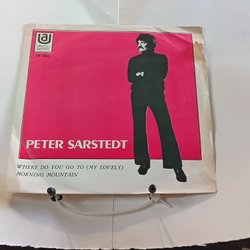 PETER SARSTEDT
WHERE DO YOU GO TO (MY LOVELY)
MORNING MOUNTAIN